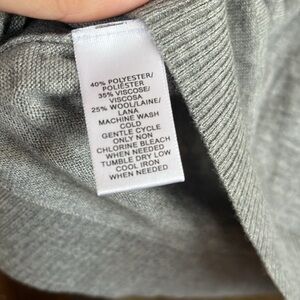 40% POLYESTER/
POLIÉSTER
35% VISCOSE/
VISCOSA
25% WOOL/LAINE/
LANA
MACHINE WASH
COLD
GENTLE CYCLE
ONLY NON
CHLORINE BLEACH
WHEN NEEDED
TUMBLE DRY LOW
COOL IRON
WHEN NEEDED